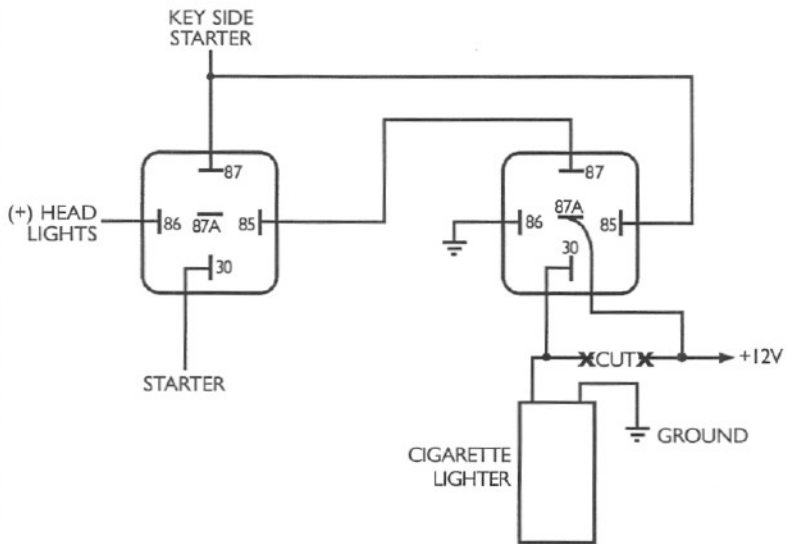 KEY SIDE
STARTER
87
87
(+) HEAD
LIGHTS
86
87A
85
86
87A
85
30
30
STARTER
XCUTX
+12V
CIGARETTE
LIGHTER
GROUND